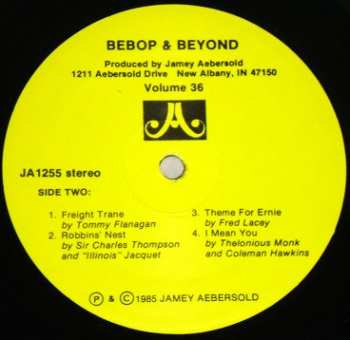 BEBOP & BEYOND
Produced by Jamey Aebersold
1211 Aebersold Drive New Albany, IN 47150
Volume 36
JA
JA1255 stereo
SIDE TWO:
1. Freight Trane
by Tommy Flanagan
2. Robbins' Nest
by Sir Charles Thompson
and "Illinois" Jacquet
3. Theme For Ernie
by Fred Lacey
4. I Mean You
by Thelonious Monk
and Coleman Hawkins
℗ & © 1985 JAMEY AEBERSOLD